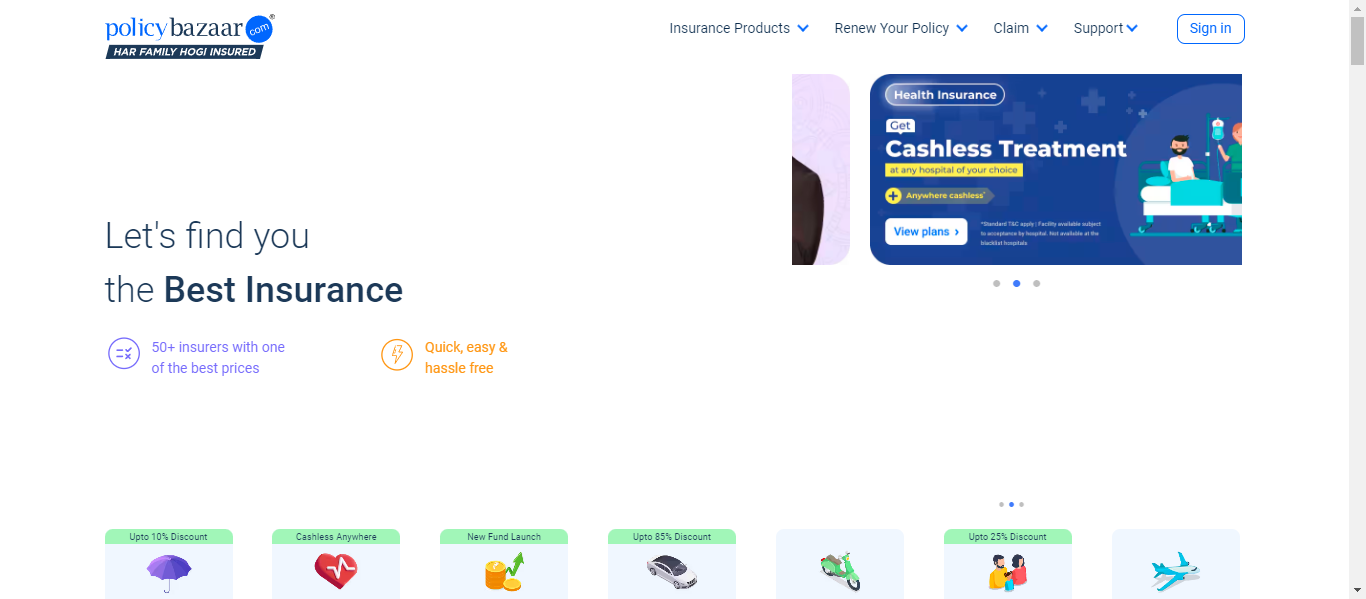 policybazaar.com®
HAR FAMILY HOGI INSURED
Insurance Products
Renew Your Policy
Claim
Support
Sign in
Health Insurance
Get
Cashless Treatment
at any hospital of your choice
Anywhere cashless*
View plans ›
*Standard T&C apply | Facility available subject
to acceptance by hospital. Not available at the
blacklist hospitals
Let's find you
the Best Insurance
50+ insurers with one
of the best prices
Quick, easy &
hassle free
Upto 10% Discount
Cashless Anywhere
New Fund Launch
Upto 85% Discount
Upto 25% Discount